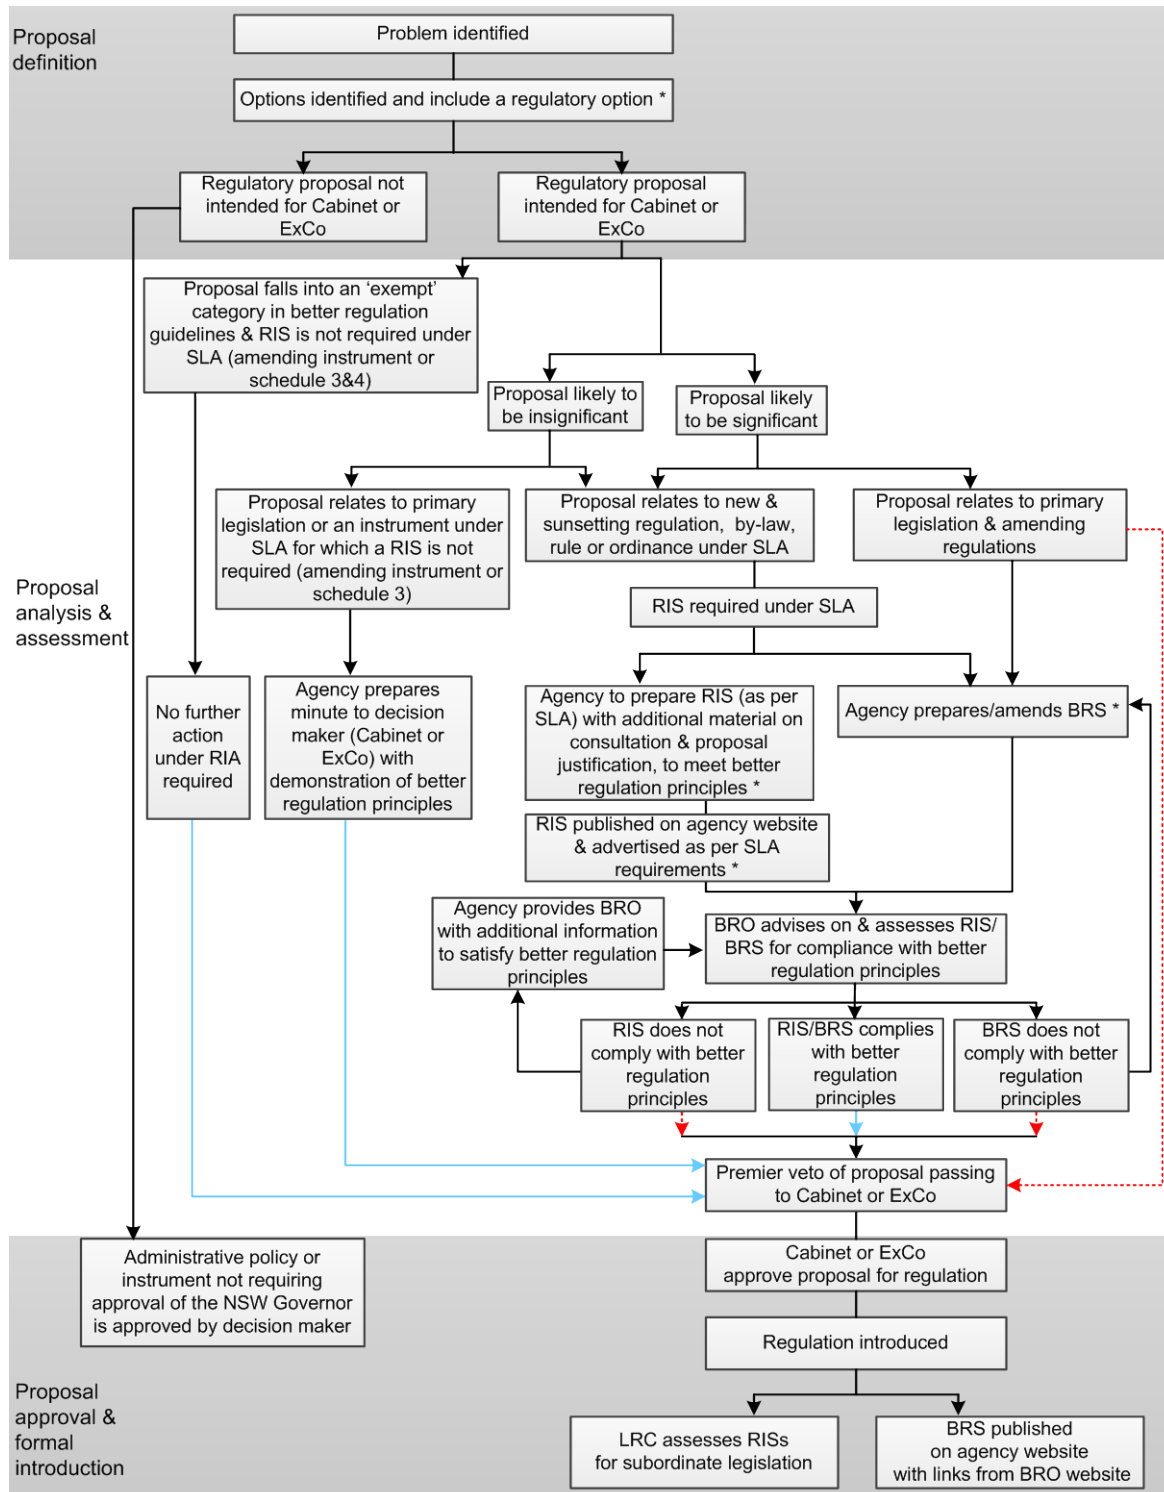 Proposal
definition
Problem identified
Options identified and include a regulatory option *
Regulatory proposal not
intended for Cabinet or
ExCo
Regulatory proposal
intended for Cabinet or
ExCo
Proposal falls into an ‘exempt’
category in better regulation
guidelines & RIS is not required under
SLA (amending instrument or
schedule 3&4)
Proposal likely to
be insignificant
Proposal likely
to be significant
Proposal relates to primary
legislation or an instrument under
SLA for which a RIS is not
required (amending instrument or
schedule 3)
Proposal relates to new &
sunsetting regulation, by-law,
rule or ordinance under SLA
Proposal relates to primary
legislation & amending
regulations
Proposal
analysis &
assessment
RIS required under SLA
No further
action
under RIA
required
Agency prepares
minute to decision
maker (Cabinet or
ExCo) with
demonstration of better
regulation principles
Agency to prepare RIS (as per
SLA) with additional material on
consultation & proposal
justification, to meet better
regulation principles *
Agency prepares/amends BRS *
RIS published on agency website
& advertised as per SLA
requirements *
Agency provides BRO
with additional information
to satisfy better regulation
principles
BRO advises on & assesses RIS/
BRS for compliance with better
regulation principles
RIS does not
comply with better
regulation
principles
RIS/BRS complies
with better
regulation
principles
BRS does not
comply with better
regulation
principles
Premier veto of proposal passing
to Cabinet or ExCo
Administrative policy or
instrument not requiring
approval of the NSW Governor
is approved by decision maker
Cabinet or ExCo
approve proposal for regulation
Regulation introduced
Proposal
approval &
formal
introduction
LRC assesses RISs
for subordinate legislation
BRS published
on agency website
with links from BRO website